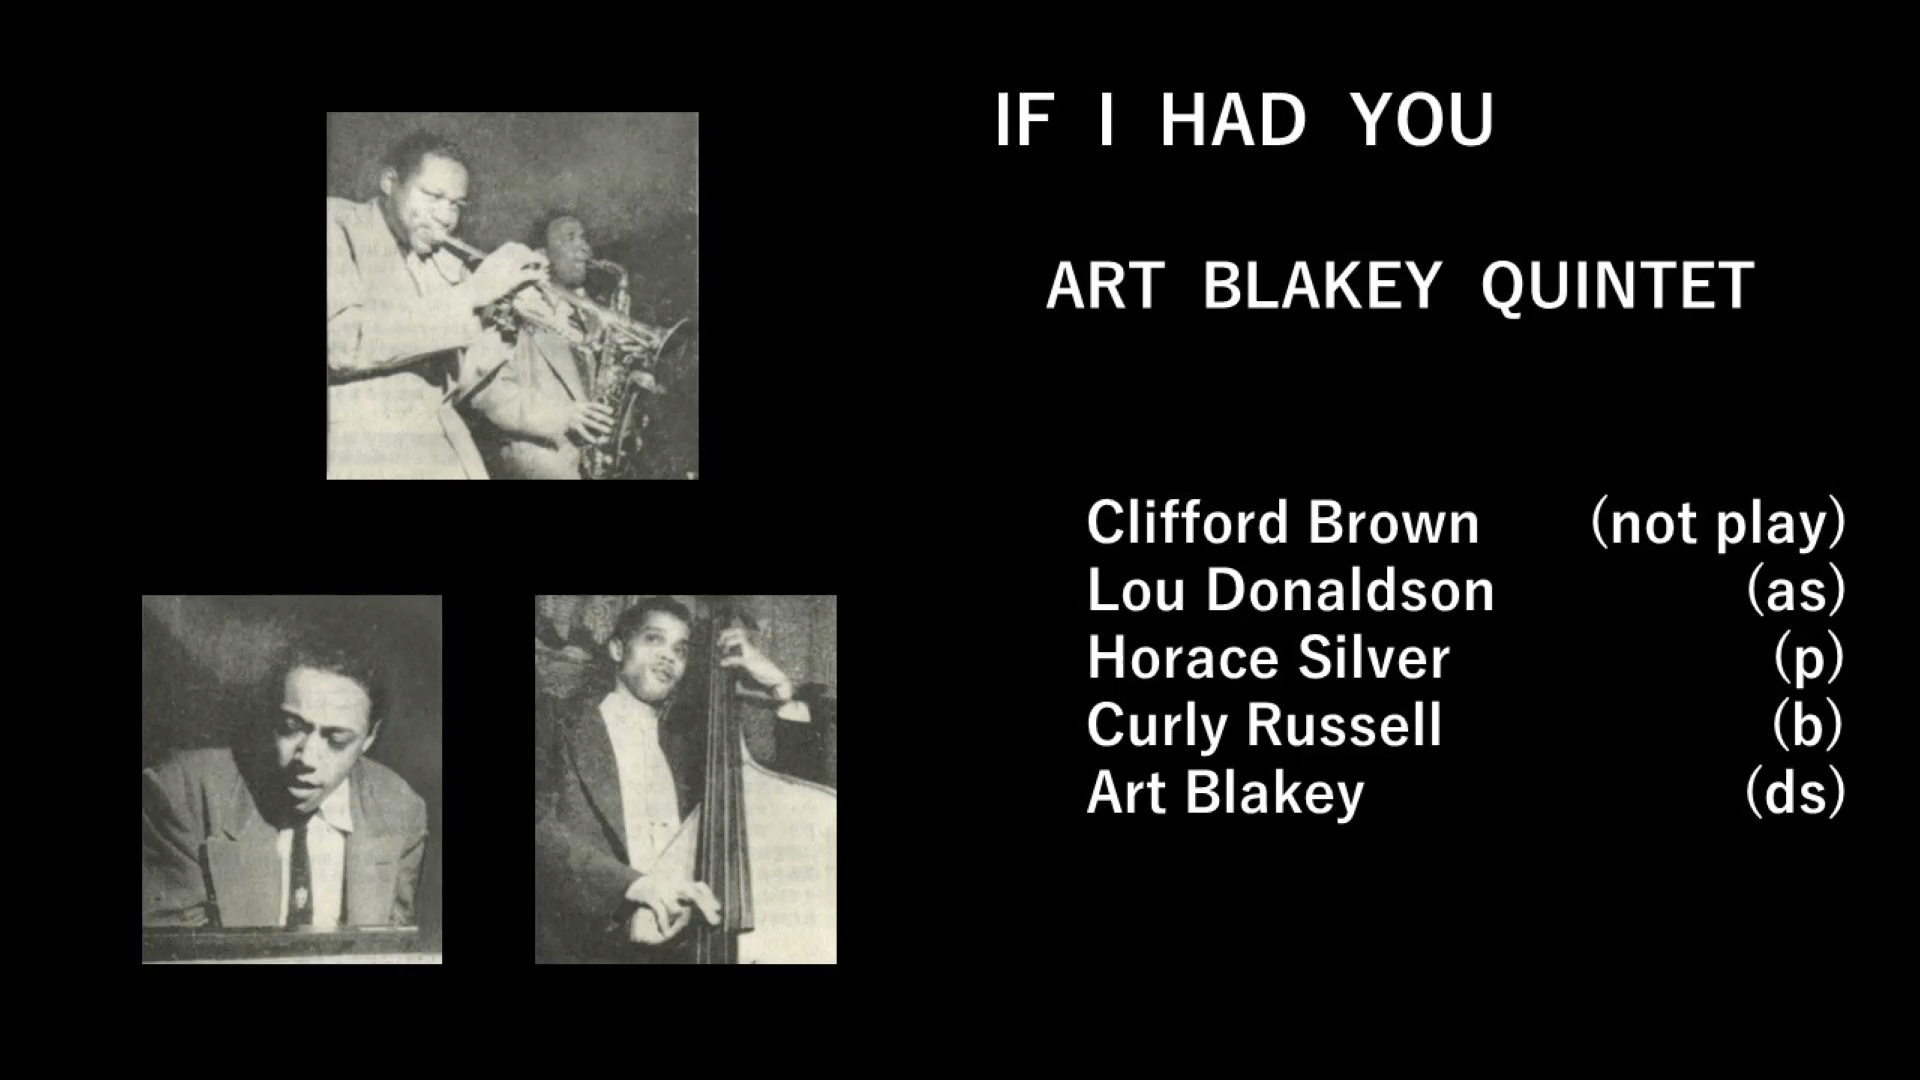 IF I HAD YOU
ART BLAKEY QUINTET
Clifford Brown (not play)
Lou Donaldson (as)
Horace Silver (p)
Curly Russell (b)
Art Blakey (ds)